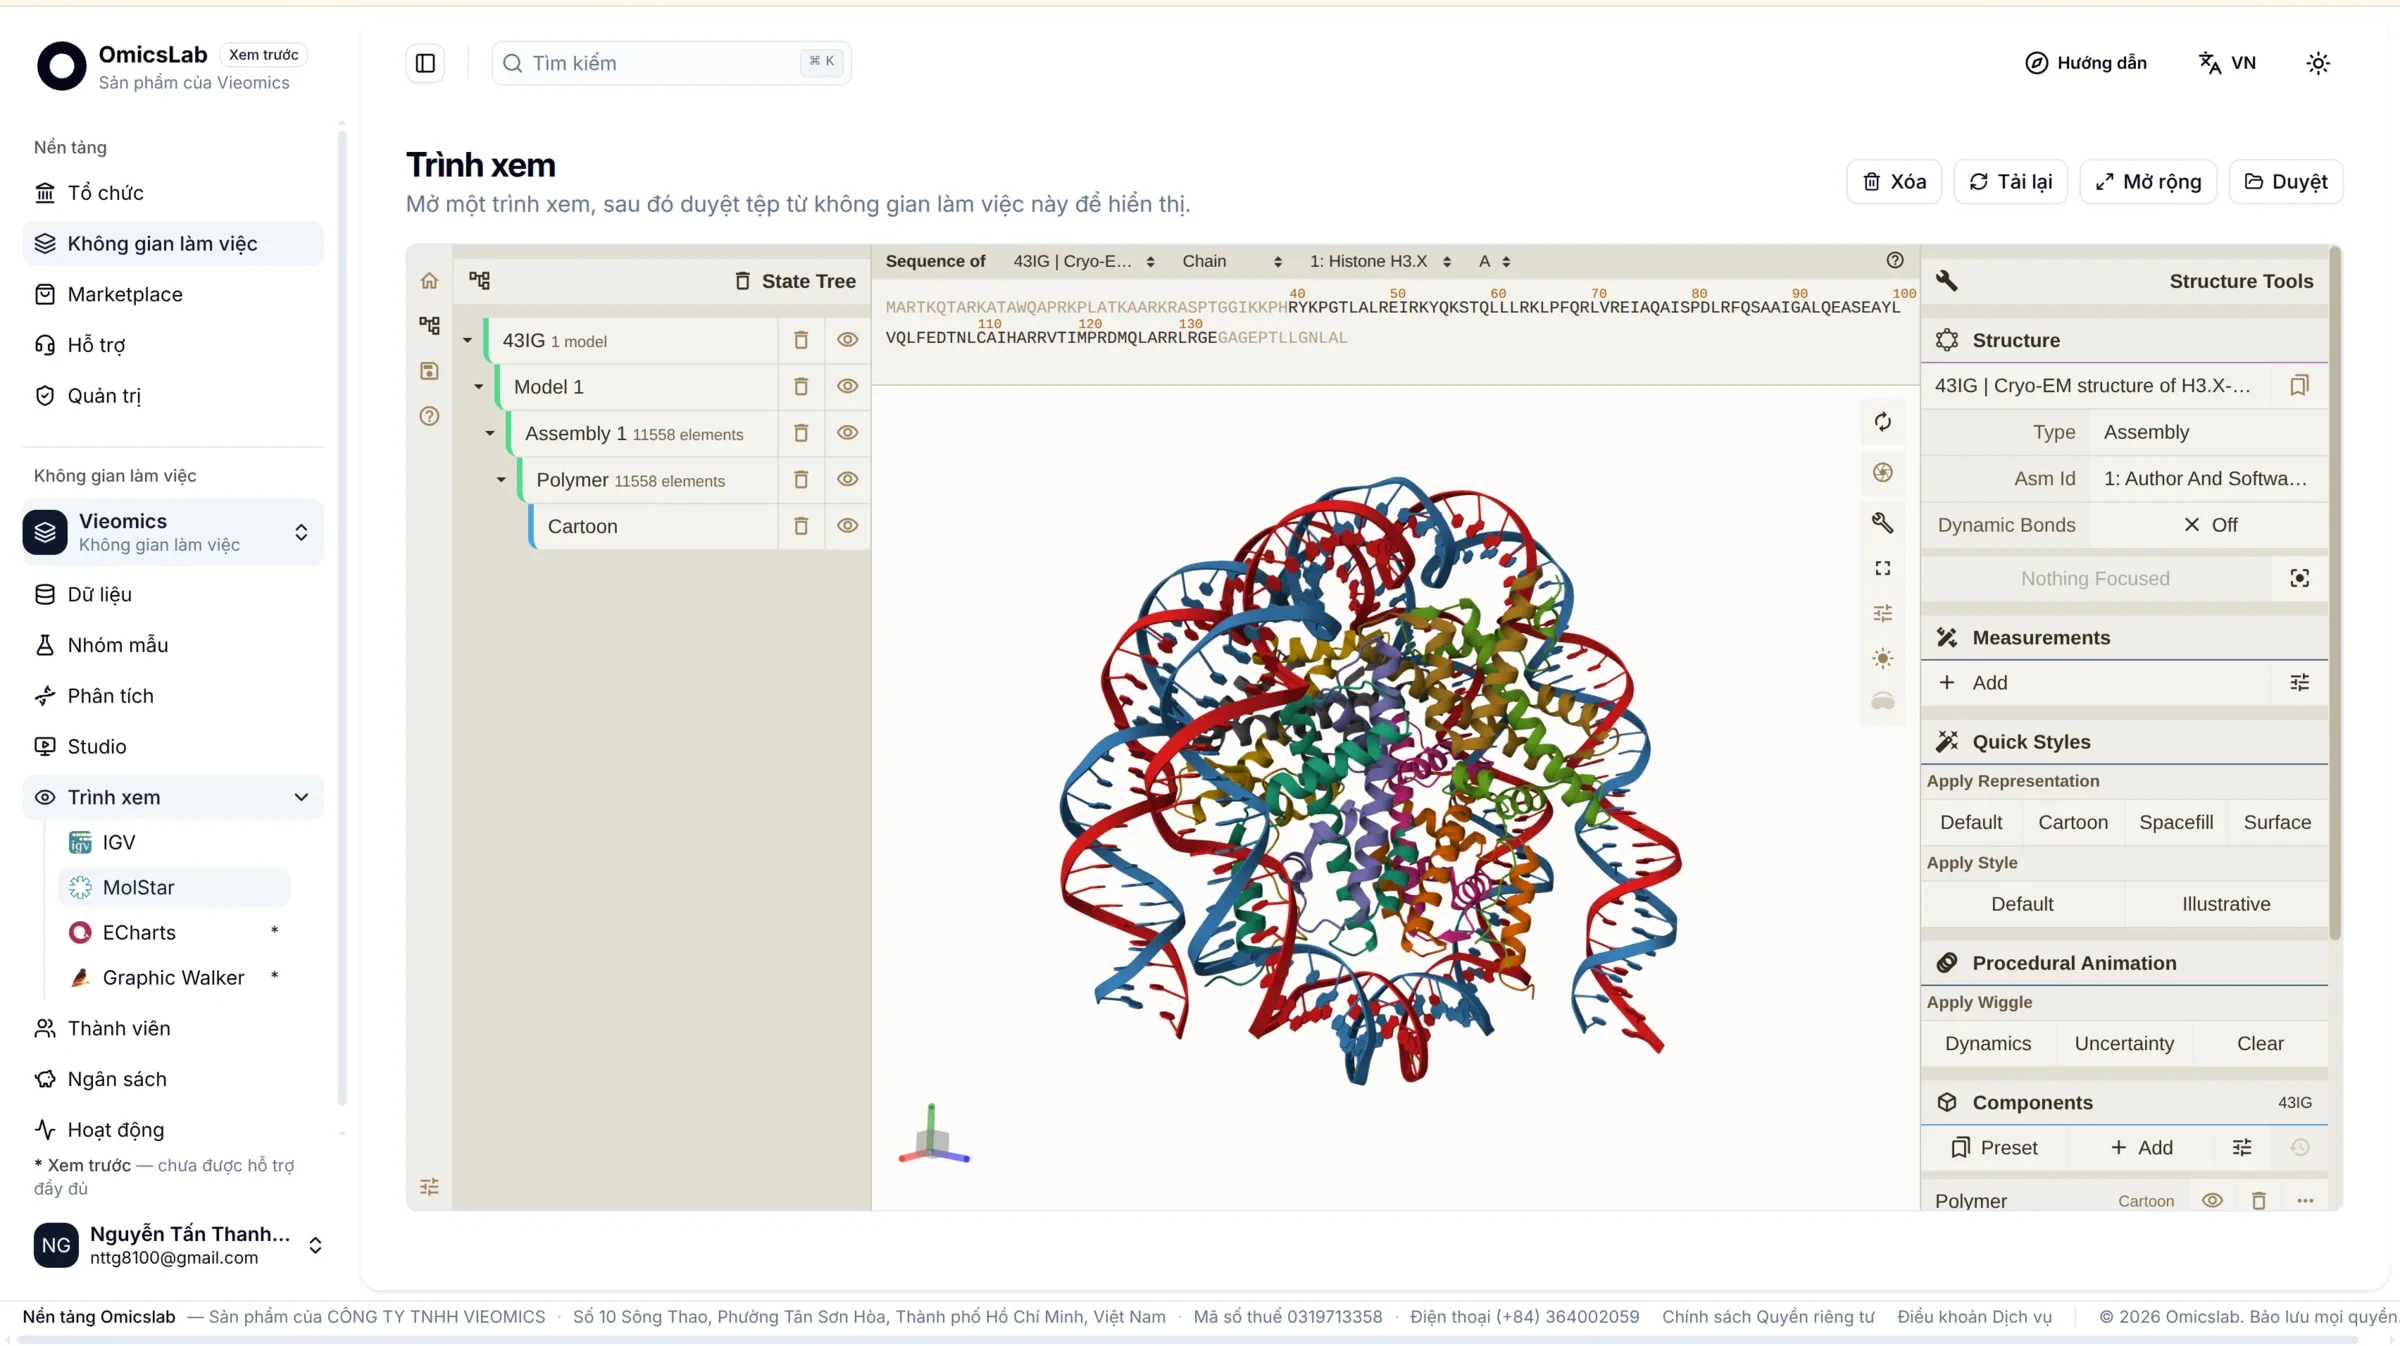 OmicsLab Xem trước
Sản phẩm của Vieomics
Nền tảng
Tổ chức
Không gian làm việc
Marketplace
Hỗ trợ
Quản trị
Không gian làm việc
Vieomics
Không gian làm việc
Dữ liệu
Nhóm mẫu
Phân tích
Studio
Trình xem
igv IGV
MolStar
ECharts *
Graphic Walker *
Thành viên
Ngân sách
Hoạt động
* Xem trước — chưa được hỗ trợ
đầy đủ
NG Nguyễn Tấn Thanh...
nttg8100@gmail.com
Tìm kiếm ⌘ K
Hướng dẫn VN
Trình xem
Mở một trình xem, sau đó duyệt tệp từ không gian làm việc này để hiển thị.
Xóa Tải lại Mở rộng Duyệt
State Tree
43IG 1 model
Model 1
Assembly 1 11558 elements
Polymer 11558 elements
Cartoon
Sequence of 43IG | Cryo-E... Chain 1: Histone H3.X A
40 50 60 70 80 90 100
MARTKQTARKATAWQAPRKPLATKAARKRASPTGGIKKPHRYKPGTLALREIRKYQKSTQLLLRKLPFQRLVREIAQAISPDLRFQSAAIGALQEASEAYL
110 120 130
VQLFEDTNLCAIHARRVTIMPRDMQLARRLRGEGAGEPTLLGNLAL
Structure Tools
Structure
43IG | Cryo-EM structure of H3.X-...
Type Assembly
Asm Id 1: Author And Softwa...
Dynamic Bonds Off
Nothing Focused
Measurements
Add
Quick Styles
Apply Representation
Default Cartoon Spacefill Surface
Apply Style
Default Illustrative
Procedural Animation
Apply Wiggle
Dynamics Uncertainty Clear
Components 43IG
Preset Add
Polymer Cartoon
Nền tảng Omicslab — Sản phẩm của CÔNG TY TNHH VIEOMICS · Số 10 Sông Thao, Phường Tân Sơn Hòa, Thành phố Hồ Chí Minh, Việt Nam · Mã số thuế 0319713358 · Điện thoại (+84) 364002059 Chính sách Quyền riêng tư Điều khoản Dịch vụ © 2026 Omicslab. Bảo lưu mọi quyền.